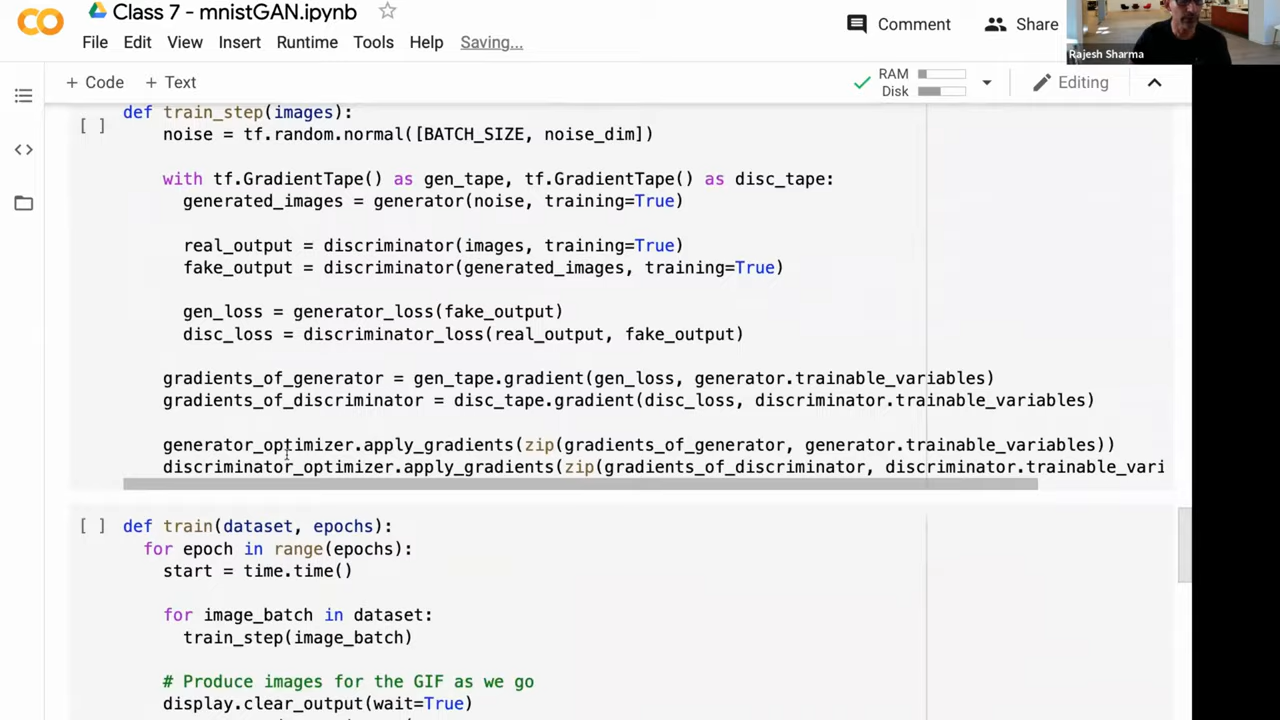 Class 7 - mnistGAN.ipynb
File Edit View Insert Runtime Tools Help Saving...
Comment
Share
Rajesh Sharma
+ Code + Text
RAM
Disk
Editing
def train_step(images):
[ ]
noise = tf.random.normal([BATCH_SIZE, noise_dim])
with tf.GradientTape() as gen_tape, tf.GradientTape() as disc_tape:
generated_images = generator(noise, training=True)
real_output = discriminator(images, training=True)
fake_output = discriminator(generated_images, training=True)
gen_loss = generator_loss(fake_output)
disc_loss = discriminator_loss(real_output, fake_output)
gradients_of_generator = gen_tape.gradient(gen_loss, generator.trainable_variables)
gradients_of_discriminator = disc_tape.gradient(disc_loss, discriminator.trainable_variables)
generator_optimizer.apply_gradients(zip(gradients_of_generator, generator.trainable_variables))
discriminator_optimizer.apply_gradients(zip(gradients_of_discriminator, discriminator.trainable_vari
[ ] def train(dataset, epochs):
for epoch in range(epochs):
start = time.time()
for image_batch in dataset:
train_step(image_batch)
# Produce images for the GIF as we go
display.clear_output(wait=True)